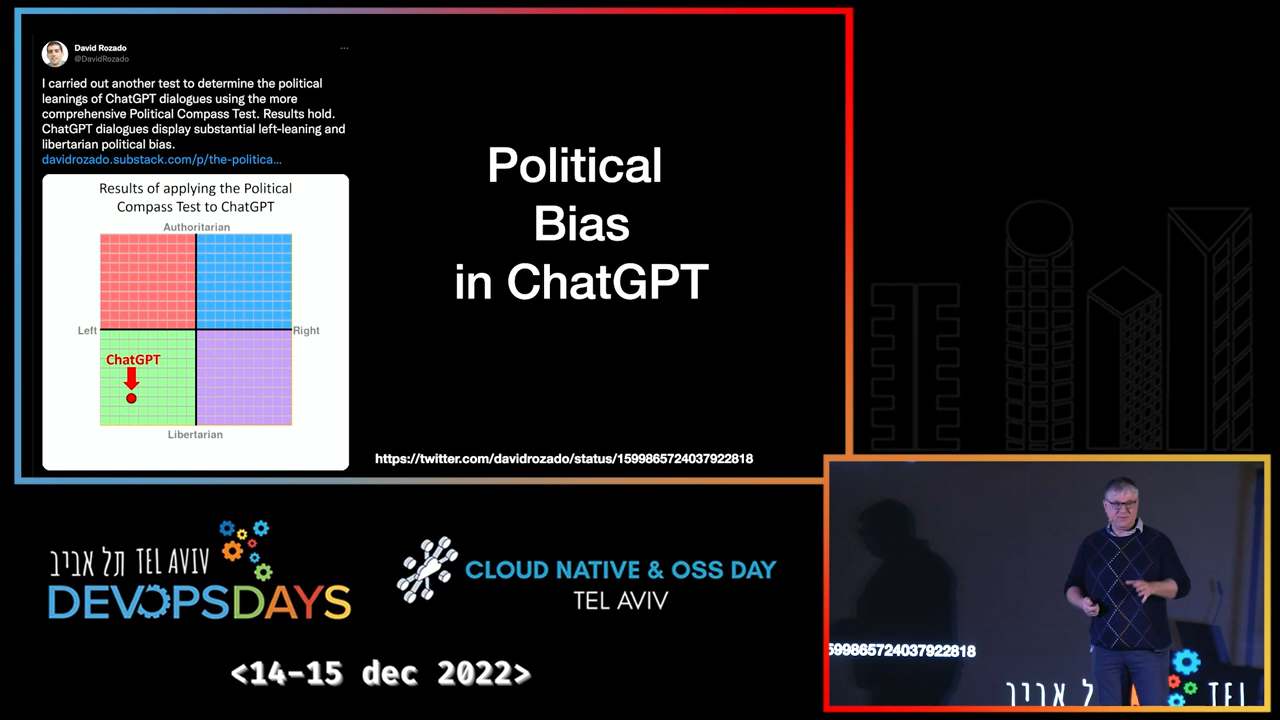 David Rozado
@DavidRozado
...
I carried out another test to determine the political
leanings of ChatGPT dialogues using the more
comprehensive Political Compass Test. Results hold.
ChatGPT dialogues display substantial left-leaning and
libertarian political bias.
davidrozado.substack.com/p/the-politica...
Results of applying the Political
Compass Test to ChatGPT
Authoritarian
Left
Right
ChatGPT
Libertarian
Political
Bias
in ChatGPT
https://twitter.com/davidrozado/status/1599865724037922818
תל אביב TEL AVIV
DEVOPSDAYS
CLOUD NATIVE & OSS DAY
TEL AVIV
<14-15 dec 2022>
599865724037922818
תל אביב TEL